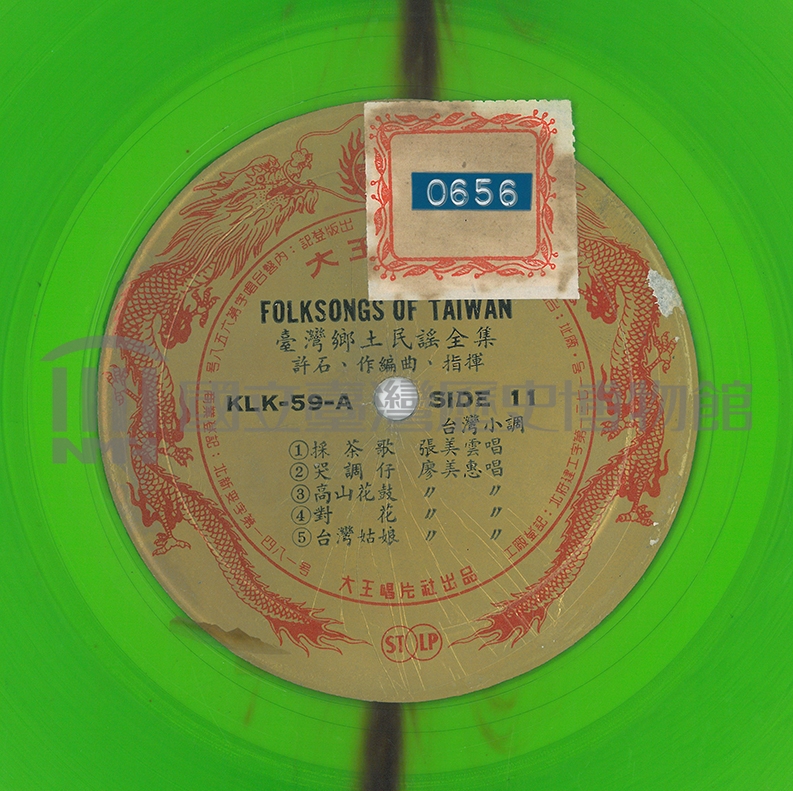 0656
大王
FOLKSONGS OF TAIWAN
臺灣鄉土民謠全集
許石、作編曲、指揮
KLK-59-A
SIDE 11
國立臺灣歷史博物館
台灣小調
①採茶歌 張美雲唱
②哭調仔 廖美惠唱
③高山花鼓 〃 〃
④對花 〃 〃
⑤台灣姑娘 〃 〃
大王唱片社出品
ST LP